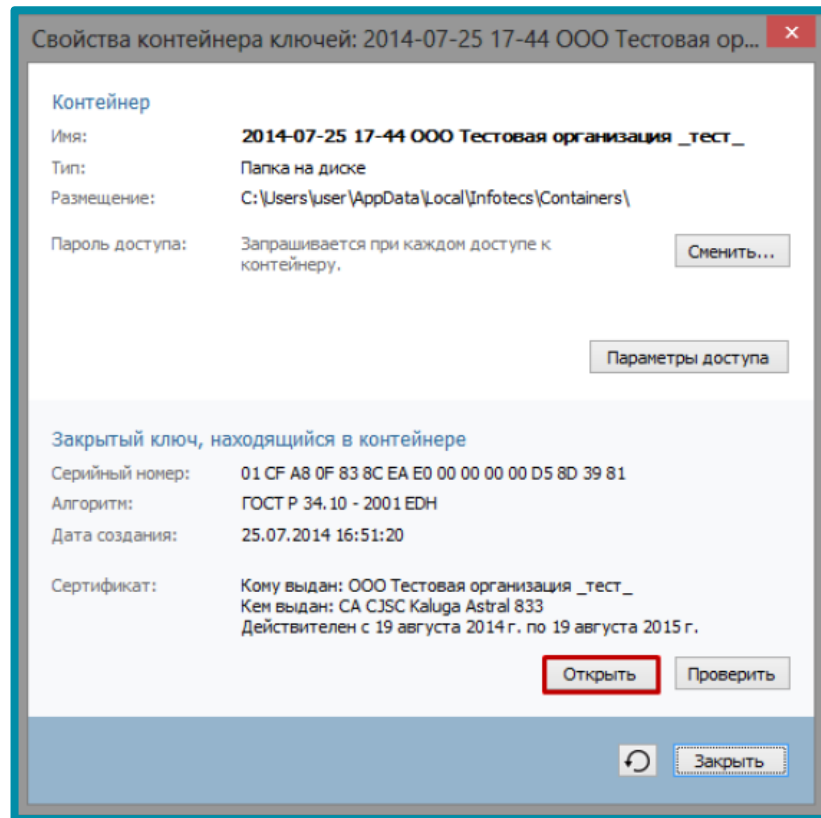 Свойства контейнера ключей: 2014-07-25 17-44 ООО Тестовая ор...
Контейнер
Имя: 2014-07-25 17-44 ООО Тестовая организация _тест_
Тип: Папка на диске
Размещение: C:\Users\user\AppData\Local\Infotecs\Containers\
Пароль доступа: Запрашивается при каждом доступе к
контейнеру.
Сменить...
Параметры доступа
Закрытый ключ, находящийся в контейнере
Серийный номер: 01 CF A8 0F 83 8C EA E0 00 00 00 00 D5 8D 39 81
Алгоритм: ГОСТ Р 34.10 - 2001 EDH
Дата создания: 25.07.2014 16:51:20
Сертификат: Кому выдан: ООО Тестовая организация _тест_
Кем выдан: CA CJSC Kaluga Astral 833
Действителен с 19 августа 2014 г. по 19 августа 2015 г.
Открыть Проверить
Закрыть